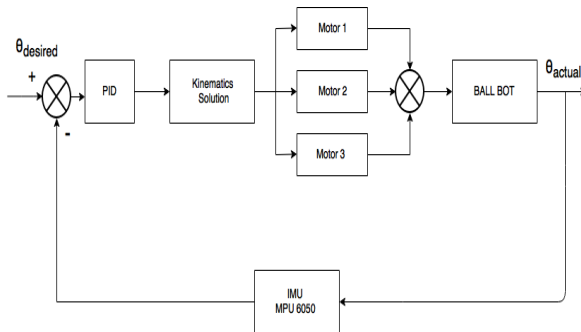 θdesired
+
-
PID
Kinematics
Solution
Motor 1
Motor 2
Motor 3
BALL BOT
θactual
IMU
MPU 6050